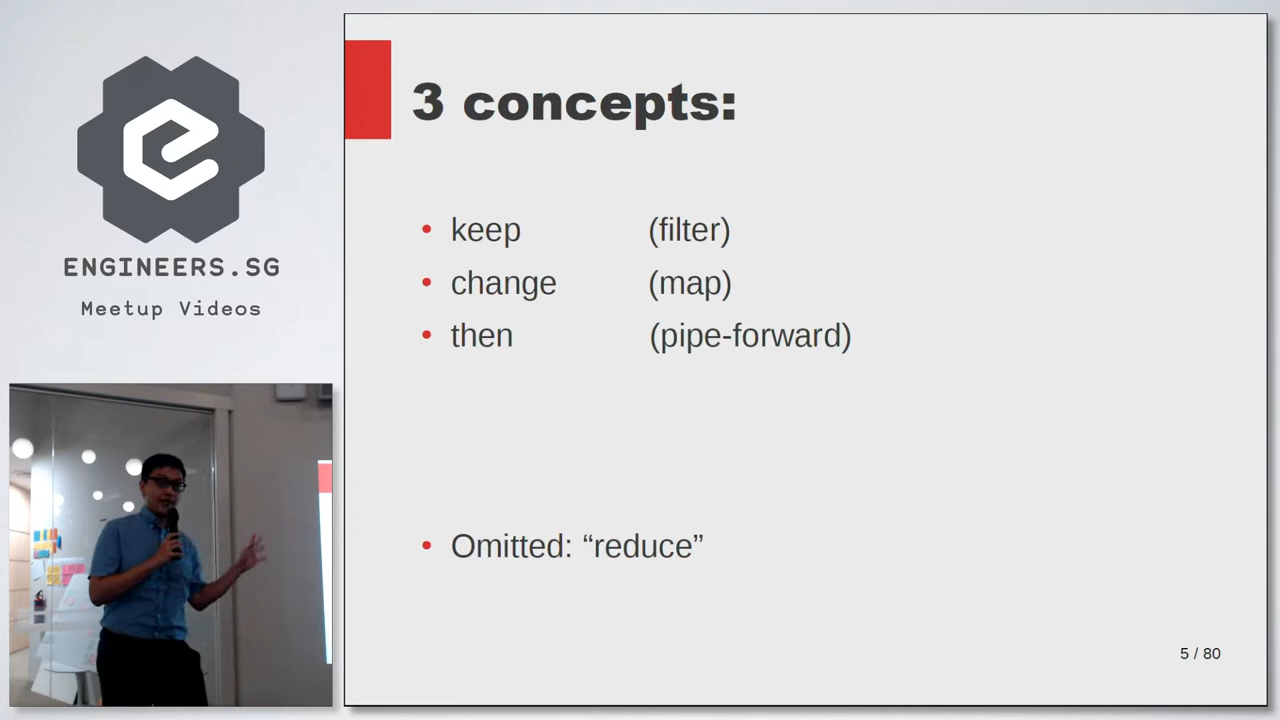 ENGINEERS.SG
Meetup Videos
3 concepts:
• keep (filter)
• change (map)
• then (pipe-forward)
• Omitted: “reduce”
5 / 80